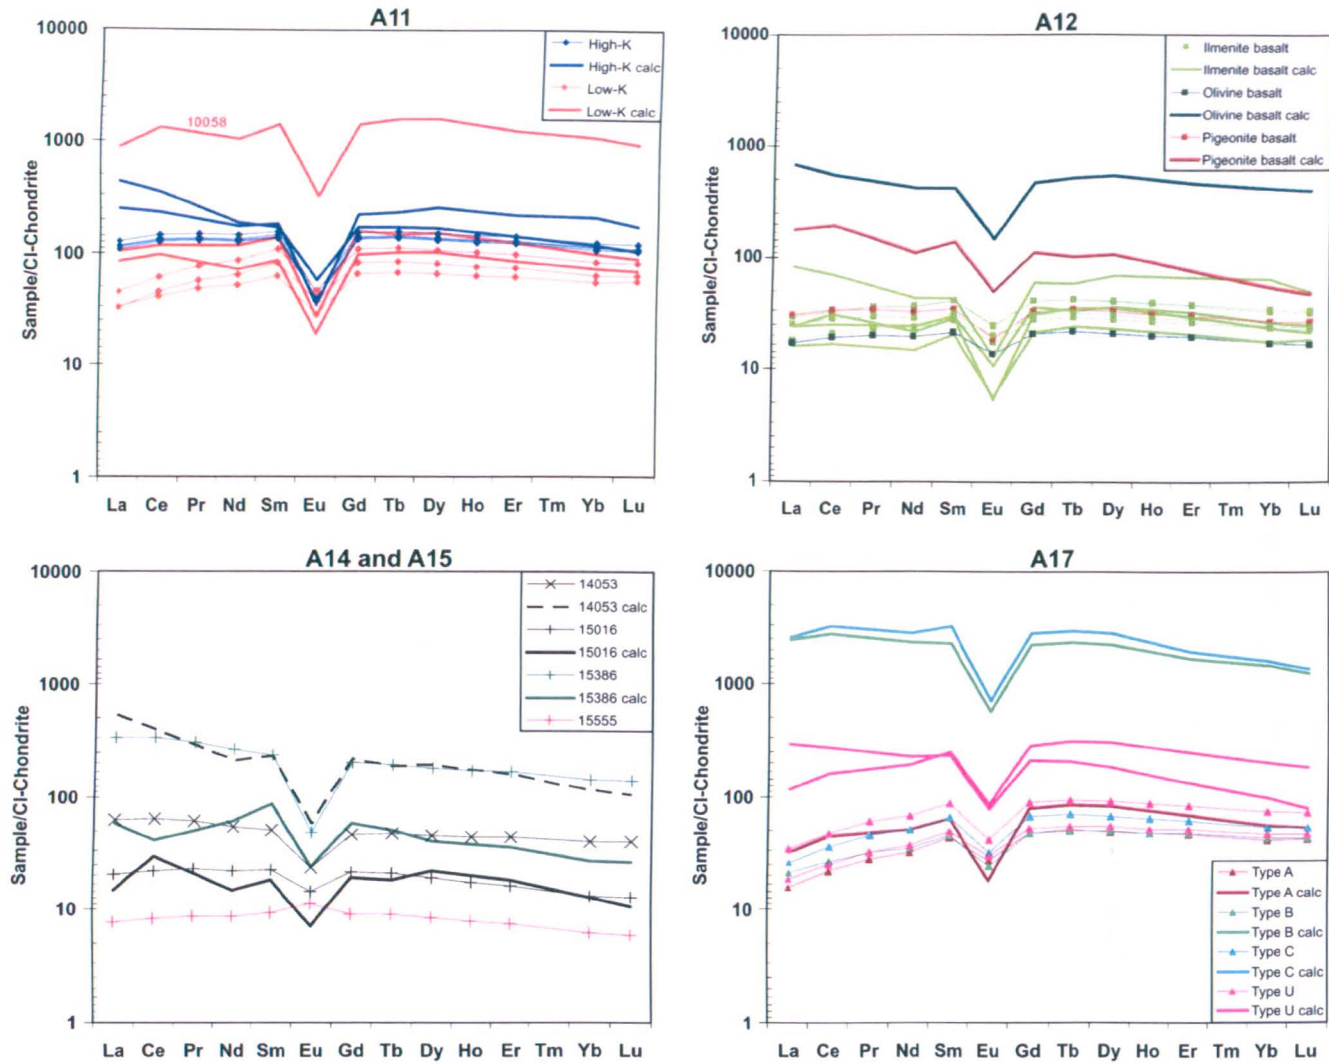 A11
10000
1000
100
10
1
Sample/CI-Chondrite
10058
High-K
High-K calc
Low-K
Low-K calc
La Ce Pr Nd Sm Eu Gd Tb Dy Ho Er Tm Yb Lu
A12
10000
1000
100
10
1
Sample/CI-Chondrite
Ilmenite basalt
Ilmenite basalt calc
Olivine basalt
Olivine basalt calc
Pigeonite basalt
Pigeonite basalt calc
La Ce Pr Nd Sm Eu Gd Tb Dy Ho Er Tm Yb Lu
A14 and A15
10000
1000
100
10
1
Sample/CI-Chondrite
14053
14053 calc
15016
15016 calc
15386
15386 calc
15555
La Ce Pr Nd Sm Eu Gd Tb Dy Ho Er Tm Yb Lu
A17
10000
1000
100
10
1
Sample/CI-Chondrite
Type A
Type A calc
Type B
Type B calc
Type C
Type C calc
Type U
Type U calc
La Ce Pr Nd Sm Eu Gd Tb Dy Ho Er Tm Yb Lu